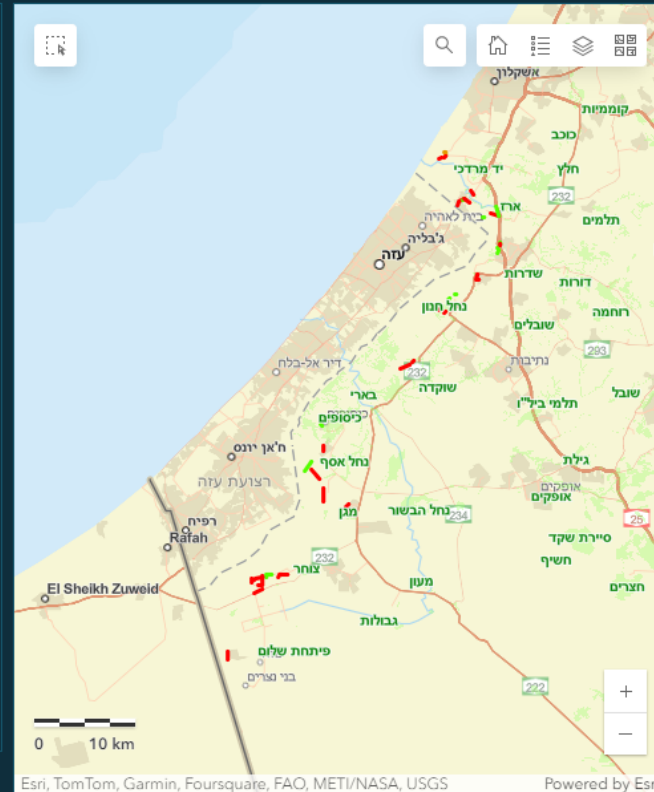 אשקלון
קוממיות
כוכב
יד מרדכי
חלץ
232
ארז
בית לאהיה
תלמים
ג'בליה
עזה
שדרות
דורות
נחל חנון
רוחמה
שובלים
293
נתיבות
דיר אל-בלח
232
שוקדה
שובל
בארי
תלמי ביל"ו
כיסופים
ח'אן יונס
נחל אסף
גילת
רצועת עזה
אופקים
אופקים
מגן
נחל הבשור
234
25
רפיח
Rafah
סיירת שקד
232
חשיף
צוחר
מעון
חצרים
El Sheikh Zuweid
גבולות
פיתחת שלום
בני נצרים
222
0 10 km
Esri, TomTom, Garmin, Foursquare, FAO, METI/NASA, USGS
Powered by Esr